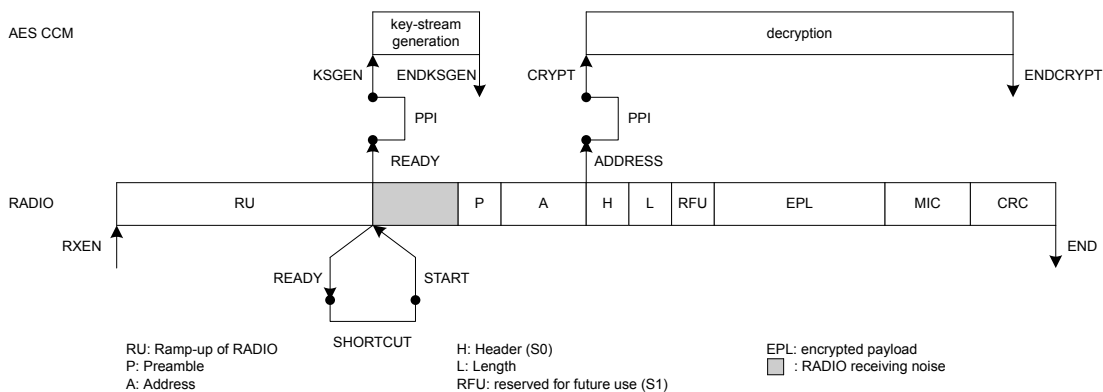 AES CCM
key-stream
generation
decryption
KSGEN
ENDKSGEN
CRYPT
ENDCRYPT
PPI
PPI
READY
ADDRESS
RADIO
RU
P
A
H
L
RFU
EPL
MIC
CRC
RXEN
END
READY
START
SHORTCUT
RU: Ramp-up of RADIO
P: Preamble
A: Address
H: Header (S0)
L: Length
RFU: reserved for future use (S1)
EPL: encrypted payload
: RADIO receiving noise